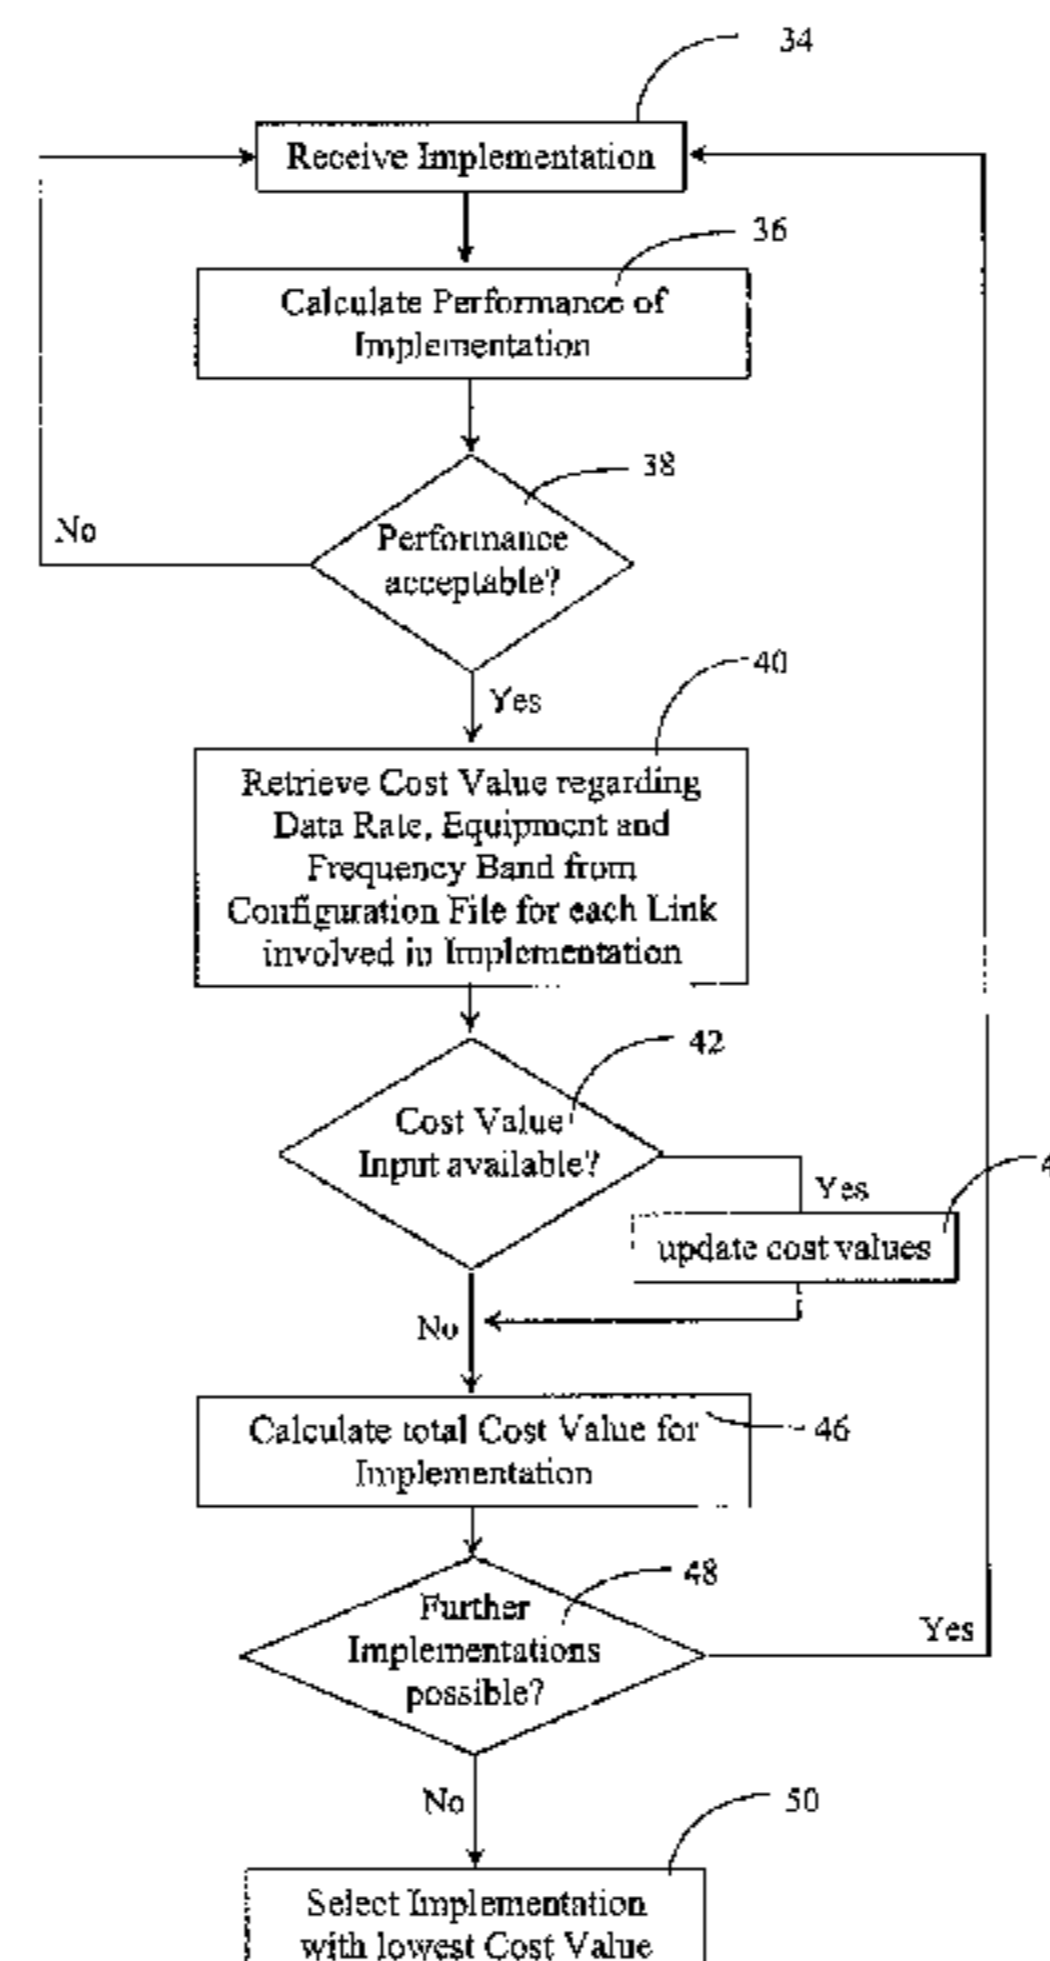 34
Receive Implementation
36
Calculate Performance of
Implementation
38
Performance
acceptable?
No
Yes
40
Retrieve Cost Value regarding
Data Rate, Equipment and
Frequency Band from
Configuration File for each Link
involved in Implementation
42
Cost Value
Input available?
Yes
update cost values
No
Calculate total Cost Value for
Implementation
46
48
Further
Implementations
possible?
Yes
No
50
Select Implementation
with lowest Cost Value